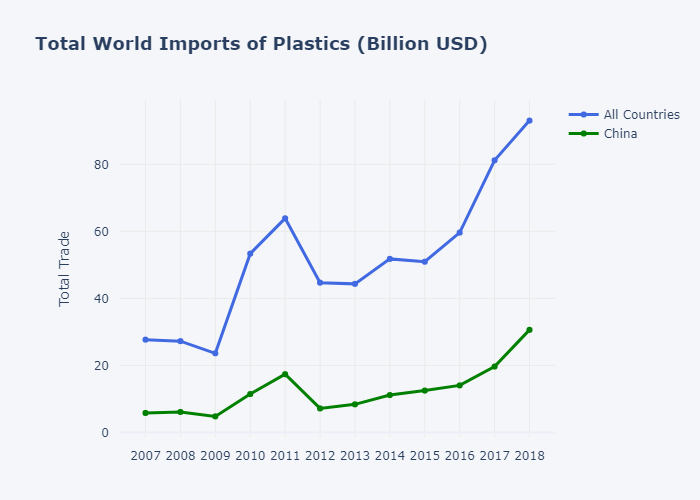 Total World Imports of Plastics (Billion USD)
All Countries
China
Total Trade
80
60
40
20
0
2007 2008 2009 2010 2011 2012 2013 2014 2015 2016 2017 2018